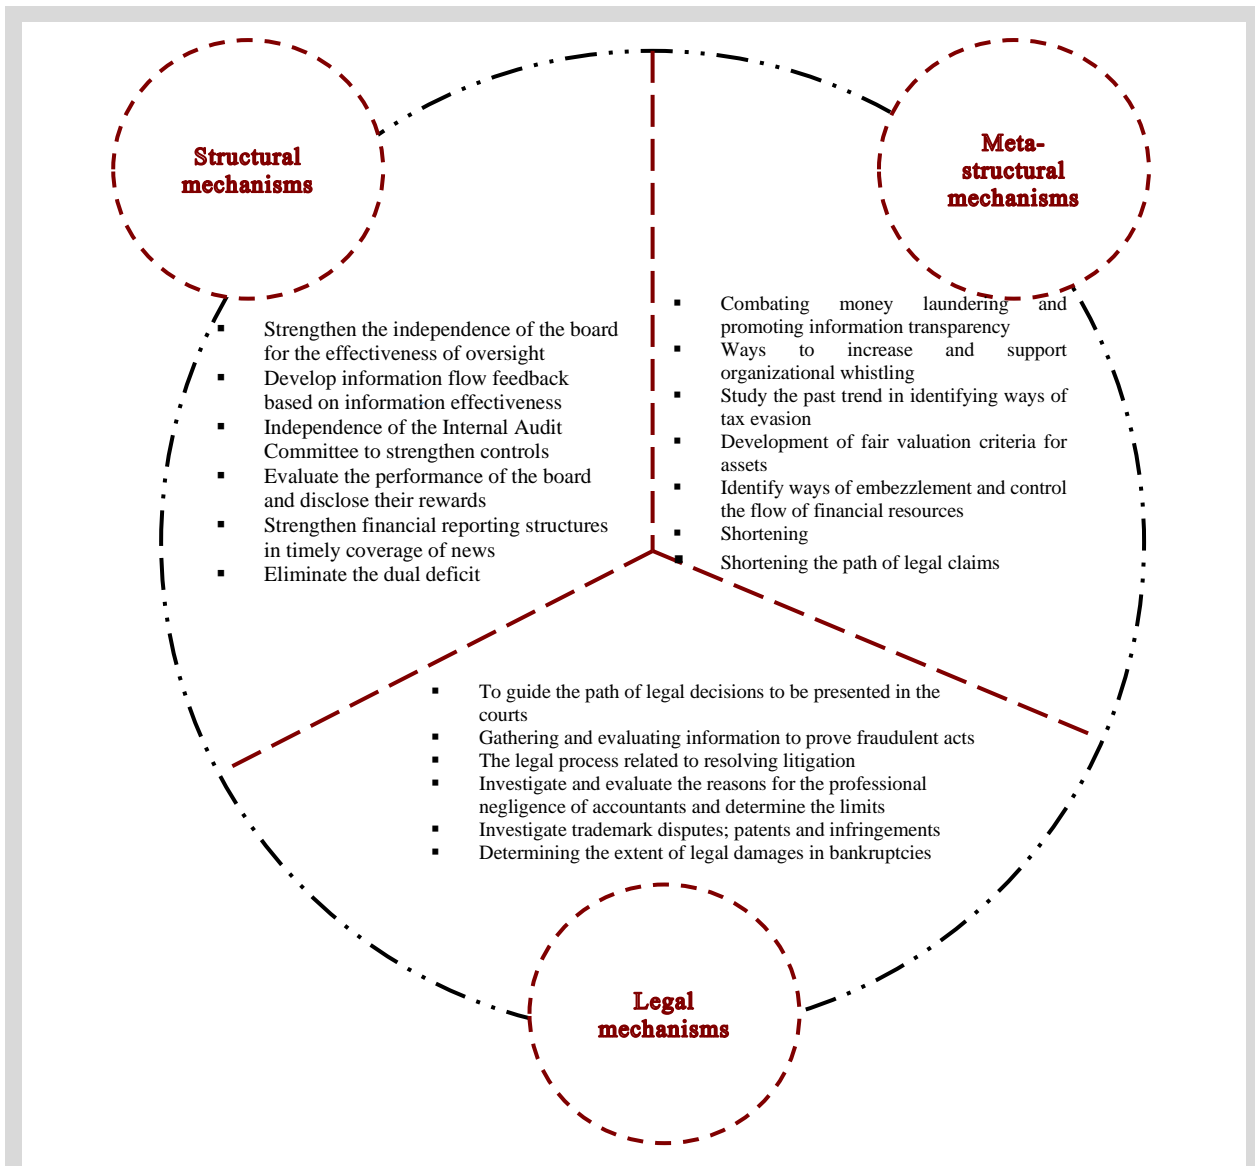 Structural
mechanisms
Meta-
structural
mechanisms
▪ Strengthen the independence of the board
for the effectiveness of oversight
▪ Develop information flow feedback
based on information effectiveness
▪ Independence of the Internal Audit
Committee to strengthen controls
▪ Evaluate the performance of the board
and disclose their rewards
▪ Strengthen financial reporting structures
in timely coverage of news
▪ Eliminate the dual deficit
▪ Combating money laundering and
promoting information transparency
▪ Ways to increase and support
organizational whistling
▪ Study the past trend in identifying ways of
tax evasion
▪ Development of fair valuation criteria for
assets
▪ Identify ways of embezzlement and control
the flow of financial resources
▪ Shortening
▪ Shortening the path of legal claims
▪ To guide the path of legal decisions to be presented in the
courts
▪ Gathering and evaluating information to prove fraudulent acts
▪ The legal process related to resolving litigation
▪ Investigate and evaluate the reasons for the professional
negligence of accountants and determine the limits
▪ Investigate trademark disputes; patents and infringements
▪ Determining the extent of legal damages in bankruptcies
Legal
mechanisms